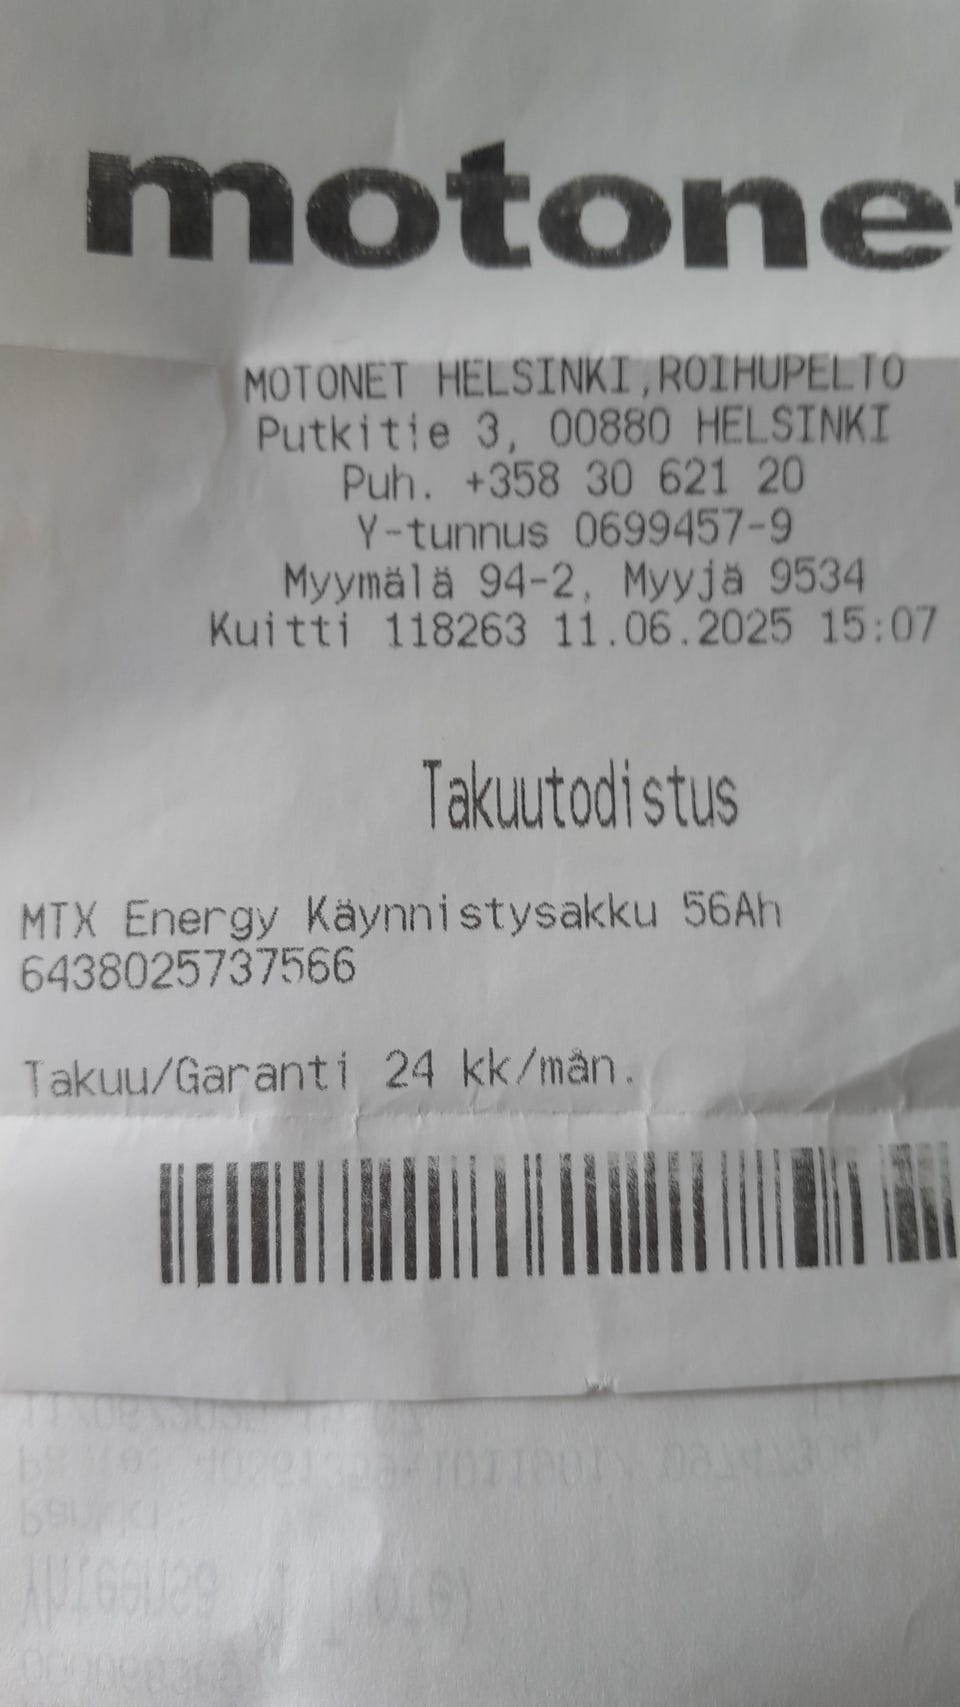 motonet
MOTONET HELSINKI,ROIHUPELTO
Putkitie 3, 00880 HELSINKI
Puh. +358 30 621 20
Y-tunnus 0699457-9
Myymälä 94-2, Myyjä 9534
Kuitti 118263 11.06.2025 15:07
Takuutodistus
MTX Energy Käynnistysakku 56Ah
6438025737566
Takuu/Garanti 24 kk/mån.